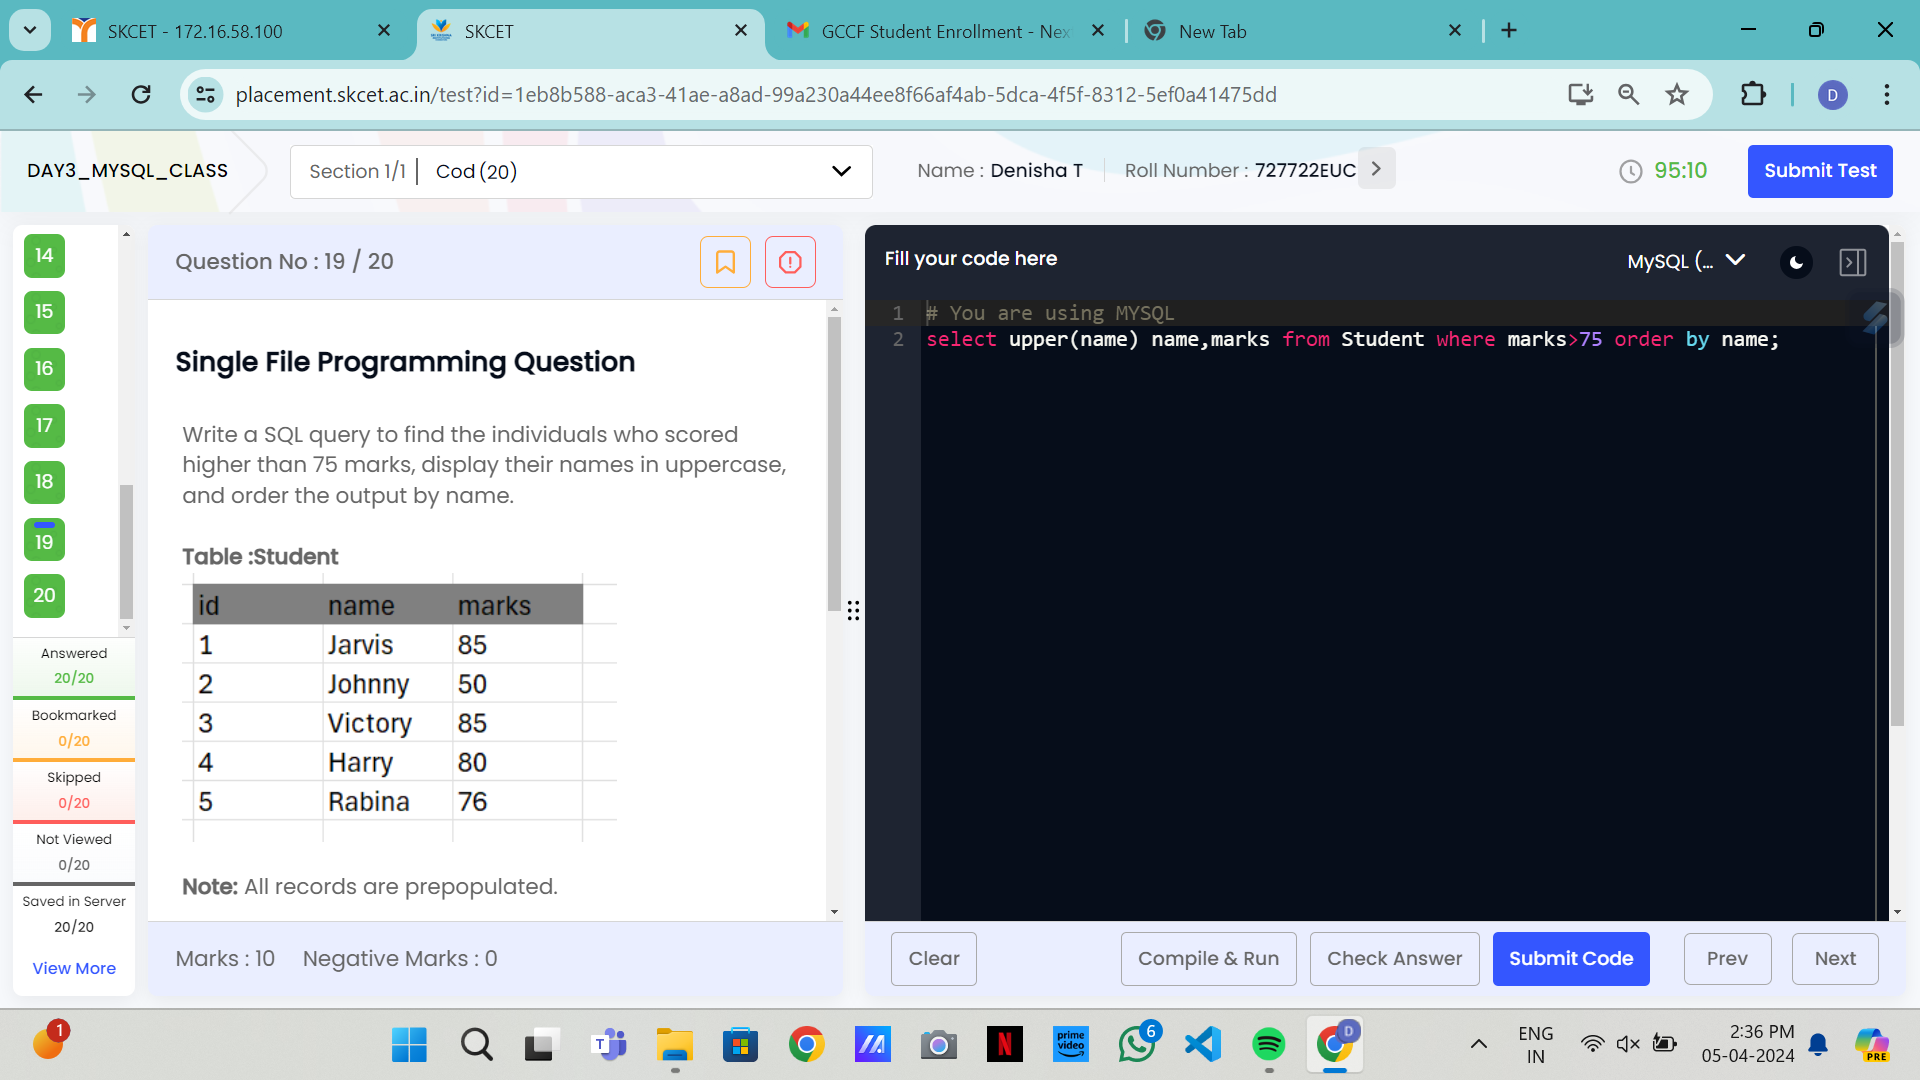 SKCET - 172.16.58.100
SKCET
GCCF Student Enrollment - Nex
New Tab
placement.skcet.ac.in/test?id=1eb8b588-aca3-41ae-a8ad-99a230a44ee8f66af4ab-5dca-4f5f-8312-5ef0a41475dd
D
DAY3_MYSQL_CLASS
Section 1/1 | Cod (20)
Name : Denisha T
Roll Number : 727722EUC
95:10
Submit Test
14
15
16
17
18
19
20
Answered
20/20
Bookmarked
0/20
Skipped
0/20
Not Viewed
0/20
Saved in Server
20/20
View More
Question No : 19 / 20
Single File Programming Question
Write a SQL query to find the individuals who scored
higher than 75 marks, display their names in uppercase,
and order the output by name.
Table :Student
id name marks
1 Jarvis 85
2 Johnny 50
3 Victory 85
4 Harry 80
5 Rabina 76
Note: All records are prepopulated.
Marks : 10 Negative Marks : 0
Fill your code here
MySQL (...
1 # You are using MYSQL
2 select upper(name) name,marks from Student where marks>75 order by name;
Clear
Compile & Run
Check Answer
Submit Code
Prev
Next
1
T
prime
video
N
6
D
ENG
IN
2:36 PM
05-04-2024
PRE